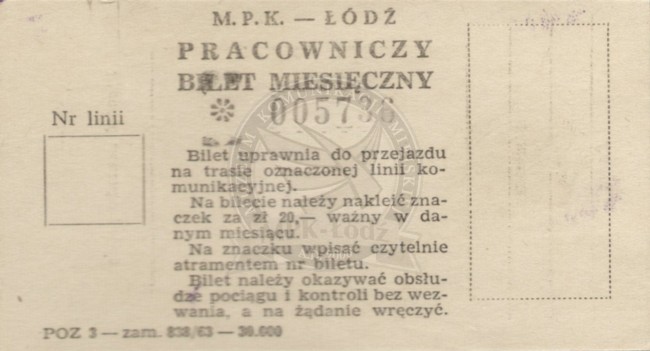 M.P.K. — ŁÓDŹ
PRACOWNICZY
BILET MIESIĘCZNY
* 005736
Nr linii
Bilet uprawnia do przejazdu
na trasie oznaczonej linii ko-
munikacyjnej.
Na bilecie należy nakleić zna-
czek za zł 20,— ważny w da-
nym miesiącu.
Na znaczku wpisać czytelnie
atramentem nr biletu.
Bilet należy okazywać obsłu-
dze pociągu i kontroli bez wez-
wania, a na żądanie wręczyć.
POZ 3 — zam. 838/63 — 30.000